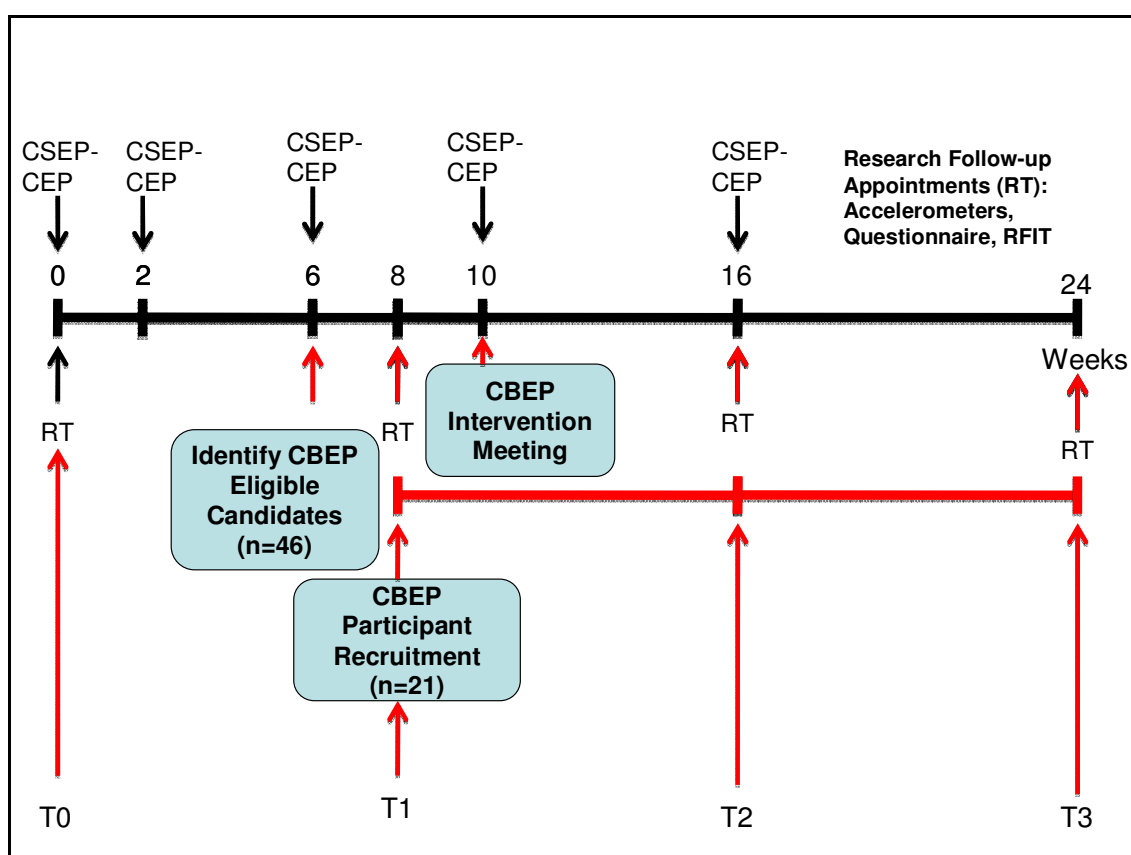 CSEP-
CEP
CSEP-
CEP
CSEP-
CEP
CSEP-
CEP
CSEP-
CEP
Research Follow-up
Appointments (RT):
Accelerometers,
Questionnaire, RFIT
0
2
6
8
10
16
24
Weeks
RT
RT
RT
RT
CBEP
Intervention
Meeting
Identify CBEP
Eligible
Candidates
(n=46)
CBEP
Participant
Recruitment
(n=21)
T0
T1
T2
T3